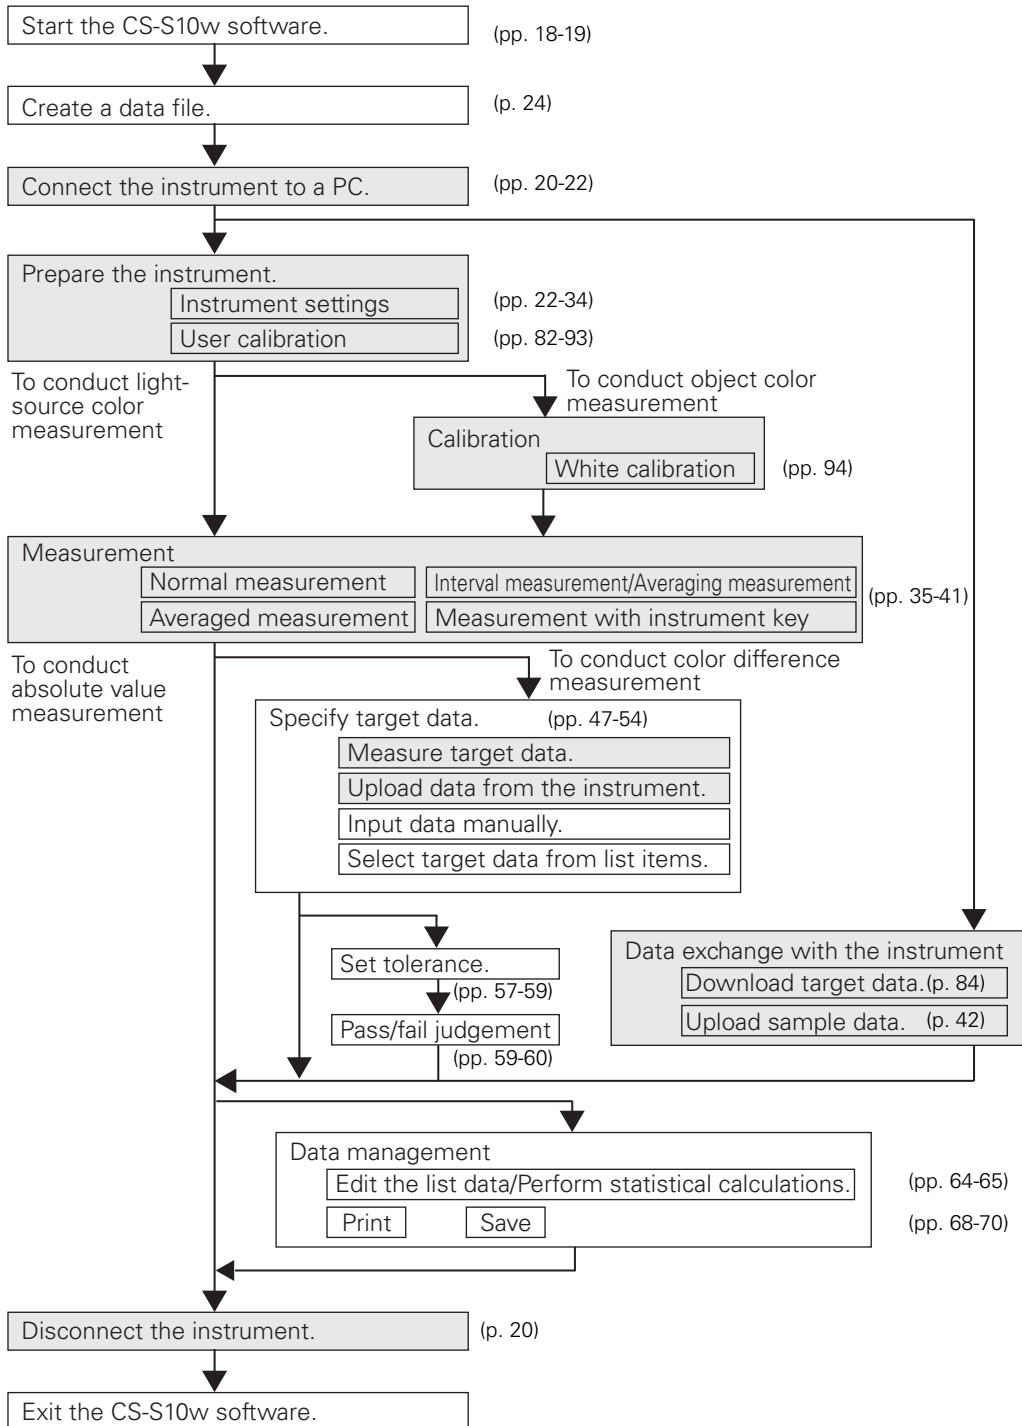 Start the CS-S10w software.
(pp. 18-19)
Create a data file.
(p. 24)
Connect the instrument to a PC.
(pp. 20-22)
Prepare the instrument.
Instrument settings
(pp. 22-34)
User calibration
(pp. 82-93)
To conduct light-
source color
measurement
To conduct object color
measurement
Calibration
White calibration
(pp. 94)
Measurement
Normal measurement
Interval measurement/Averaging measurement
Averaged measurement
Measurement with instrument key
(pp. 35-41)
To conduct
absolute value
measurement
To conduct color difference
measurement
Specify target data.
(pp. 47-54)
Measure target data.
Upload data from the instrument.
Input data manually.
Select target data from list items.
Set tolerance.
(pp. 57-59)
Pass/fail judgement
(pp. 59-60)
Data exchange with the instrument
Download target data.(p. 84)
Upload sample data. (p. 42)
Data management
Edit the list data/Perform statistical calculations.
(pp. 64-65)
Print
Save
(pp. 68-70)
Disconnect the instrument.
(p. 20)
Exit the CS-S10w software.